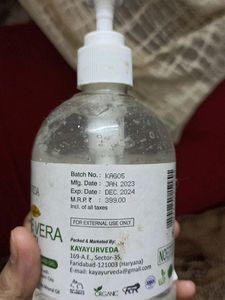 Batch No. : KAG05
Mfg. Date : JAN. 2023
Exp. Date : DEC. 2024
M.R.P. ₹ : 399.00
Incl. of all taxes
FOR EXTERNAL USE ONLY
VERA
Packed & Marketed By:
KAYAYURVEDA
169-A.E., Sector-35,
Faridabad-121003 (Haryana)
E-mail: kayayurveda@gmail.com
ORGANIC